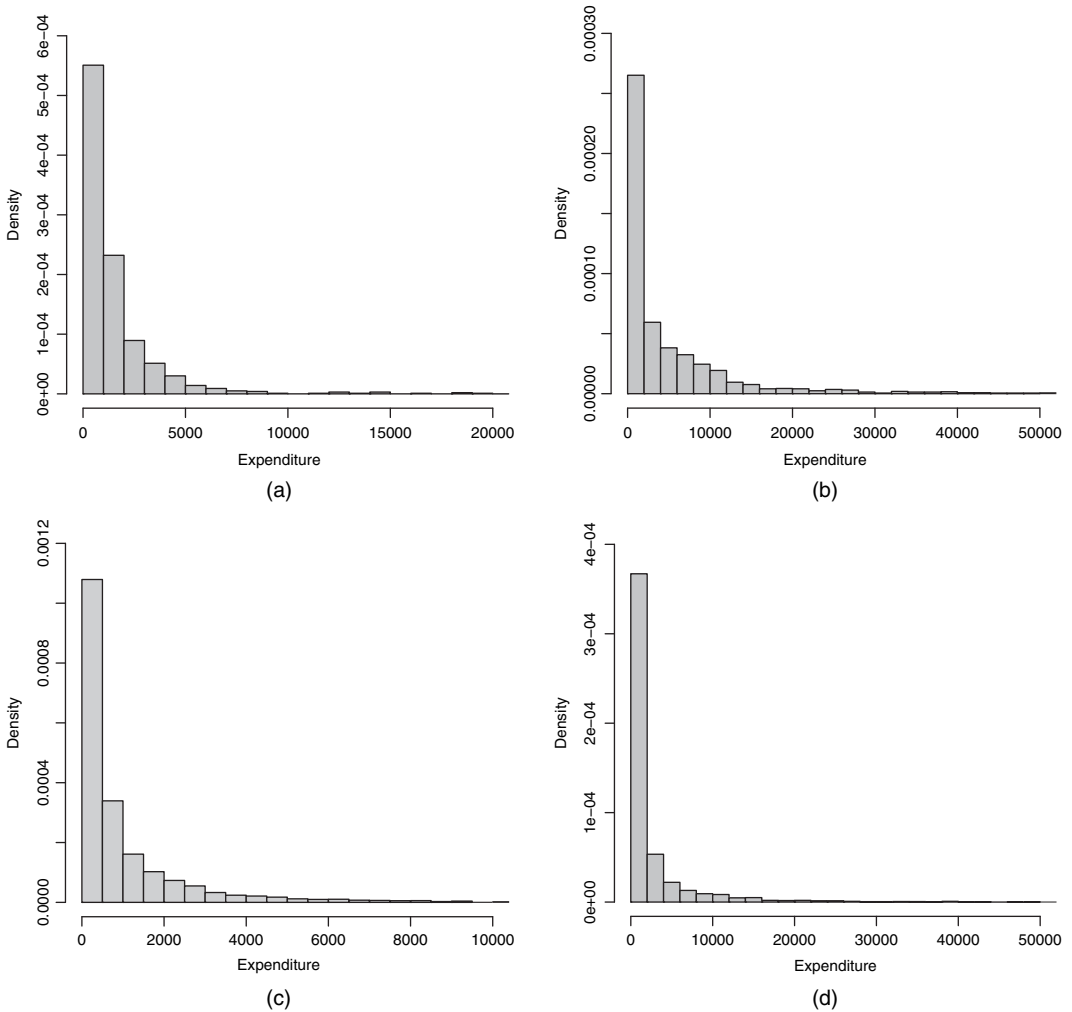 Density
0e+00 1e-04 2e-04 3e-04 4e-04 5e-04 6e-04
0 5000 10000 15000 20000
Expenditure
(a)
Density
0.00000 0.00010 0.00020 0.00030
0 10000 20000 30000 40000 50000
Expenditure
(b)
Density
0.0000 0.0004 0.0008 0.0012
0 2000 4000 6000 8000 10000
Expenditure
(c)
Density
0e+00 1e-04 2e-04 3e-04 4e-04
0 10000 20000 30000 40000 50000
Expenditure
(d)